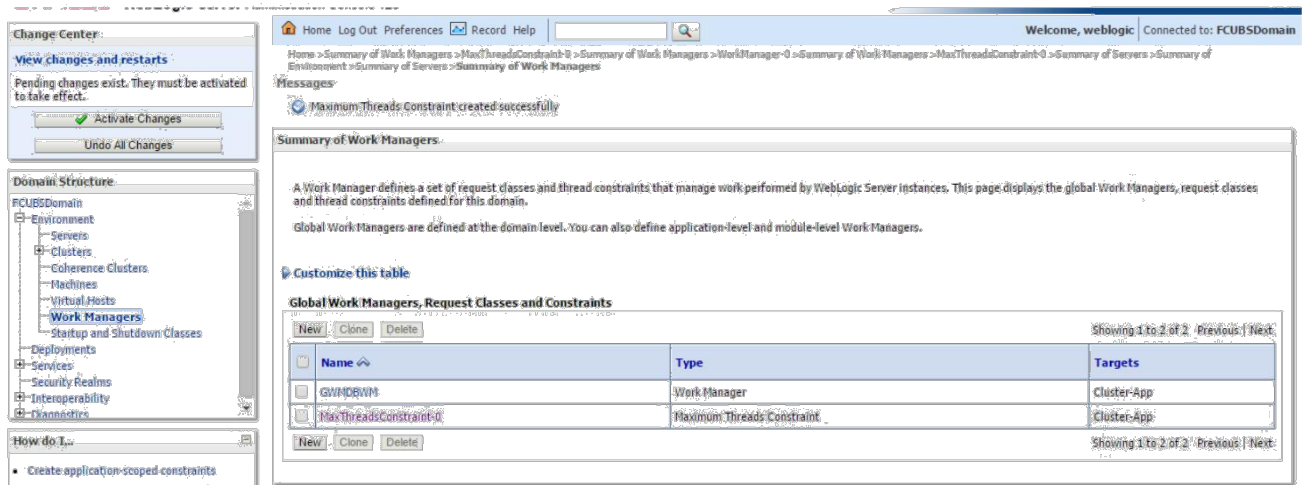 Change Center
View changes and restarts
Pending changes exist. They must be activated
to take effect.
Activate Changes
Undo All Changes
Domain Structure
FCUBSDomain
Environment
Servers
Clusters
Coherence Clusters
Machines
Virtual Hosts
Work Managers
Startup and Shutdown Classes
Deployments
Services
Security Realms
Interoperability
Diagnostics
How do I...
Create application-scoped constraints
Home Log Out Preferences Record Help
Welcome, weblogic Connected to: FCUBSDomain
Home >Summary of Work Managers >MaxThreadsConstraint-0 >Summary of Work Managers >WorkManager-0 >Summary of Work Managers >MaxThreadsConstraint-0 >Summary of Servers >Summary of
Environment >Summary of Servers >Summary of Work Managers
Messages
Maximum Threads Constraint created successfully
Summary of Work Managers
A Work Manager defines a set of request classes and thread constraints that manage work performed by WebLogic Server instances. This page displays the global Work Managers, request classes
and thread constraints defined for this domain.
Global Work Managers are defined at the domain level. You can also define application-level and module-level Work Managers.
Customize this table
Global Work Managers, Request Classes and Constraints
New Clone Delete
Showing 1 to 2 of 2 Previous | Next
Name Type Targets
GWMDBWM Work Manager Cluster-App
MaxThreadsConstraint-0 Maximum Threads Constraint Cluster-App
New Clone Delete
Showing 1 to 2 of 2 Previous | Next